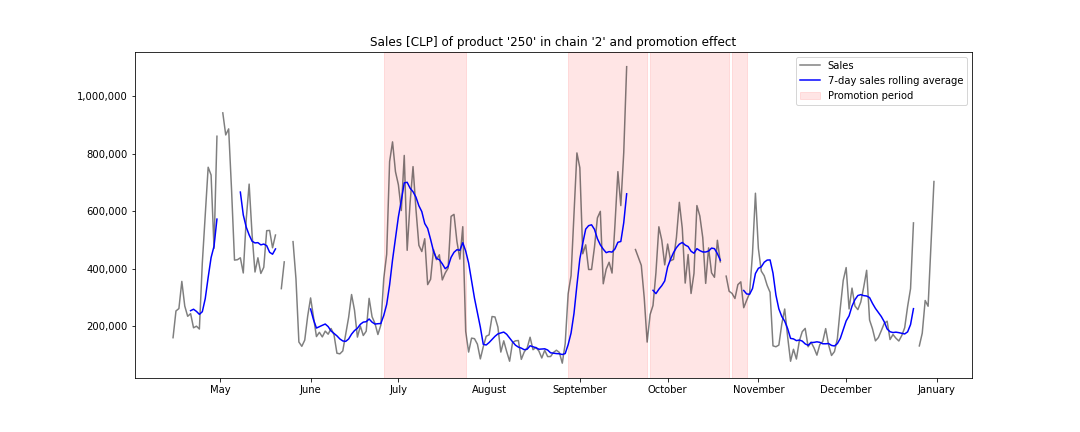 Sales [CLP] of product '250' in chain '2' and promotion effect
Sales
7-day sales rolling average
Promotion period
1,000,000
800,000
600,000
400,000
200,000
May June July August September October November December January